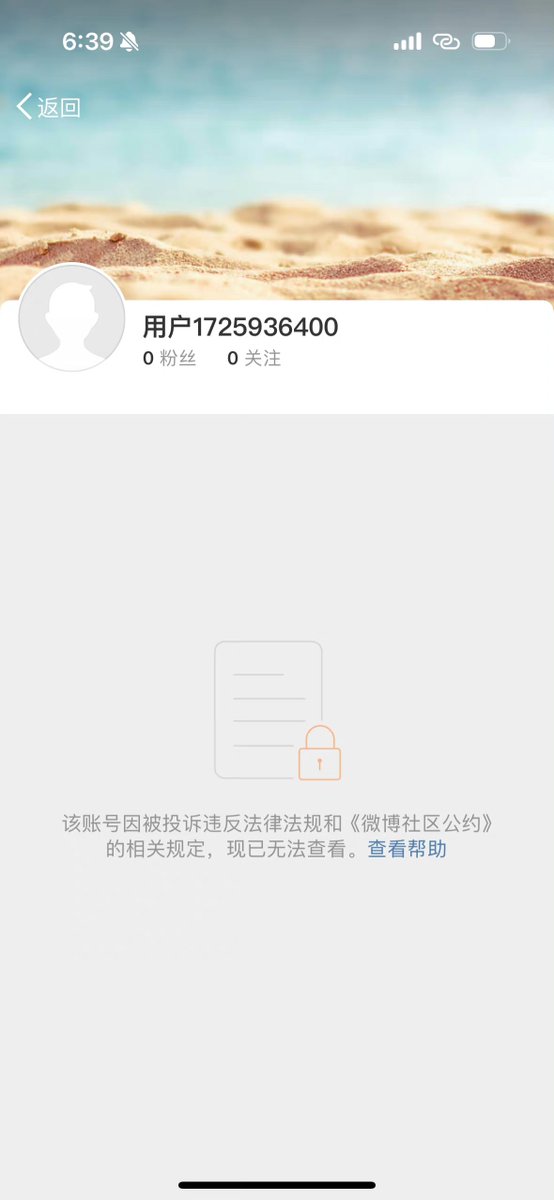 6:39
返回
用户1725936400
0 粉丝 0 关注
该账号因被投诉违反法律法规和《微博社区公约》
的相关规定，现已无法查看。查看帮助